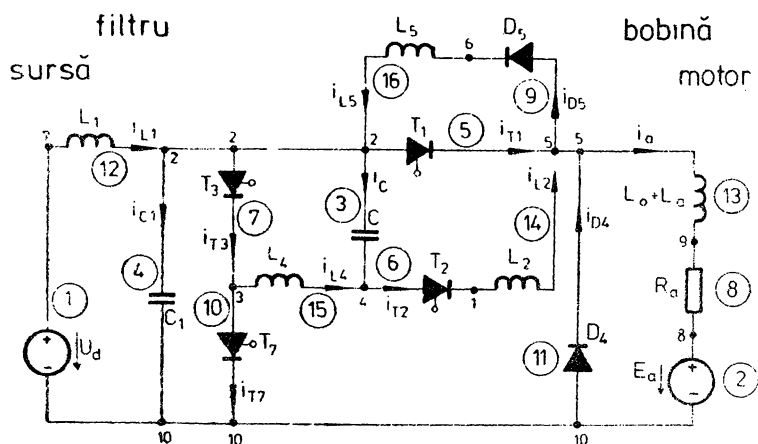 filtru
bobină
sursă
motor
L5
6
D5
16
9
iL5
iD5
L1
iL1
7
2
2
2
T1
5
iT1
5
5
ia
12
iC1
T3
7
iC
3
C
iL2
14
iD4
Lo+La
13
4
iT3
L4
6
L2
9
1
10
3
iL4
4
T2
1
Ra
8
15
iT2
C1
Ud
T7
D4
11
8
Ea
2
iT7
10
10
10